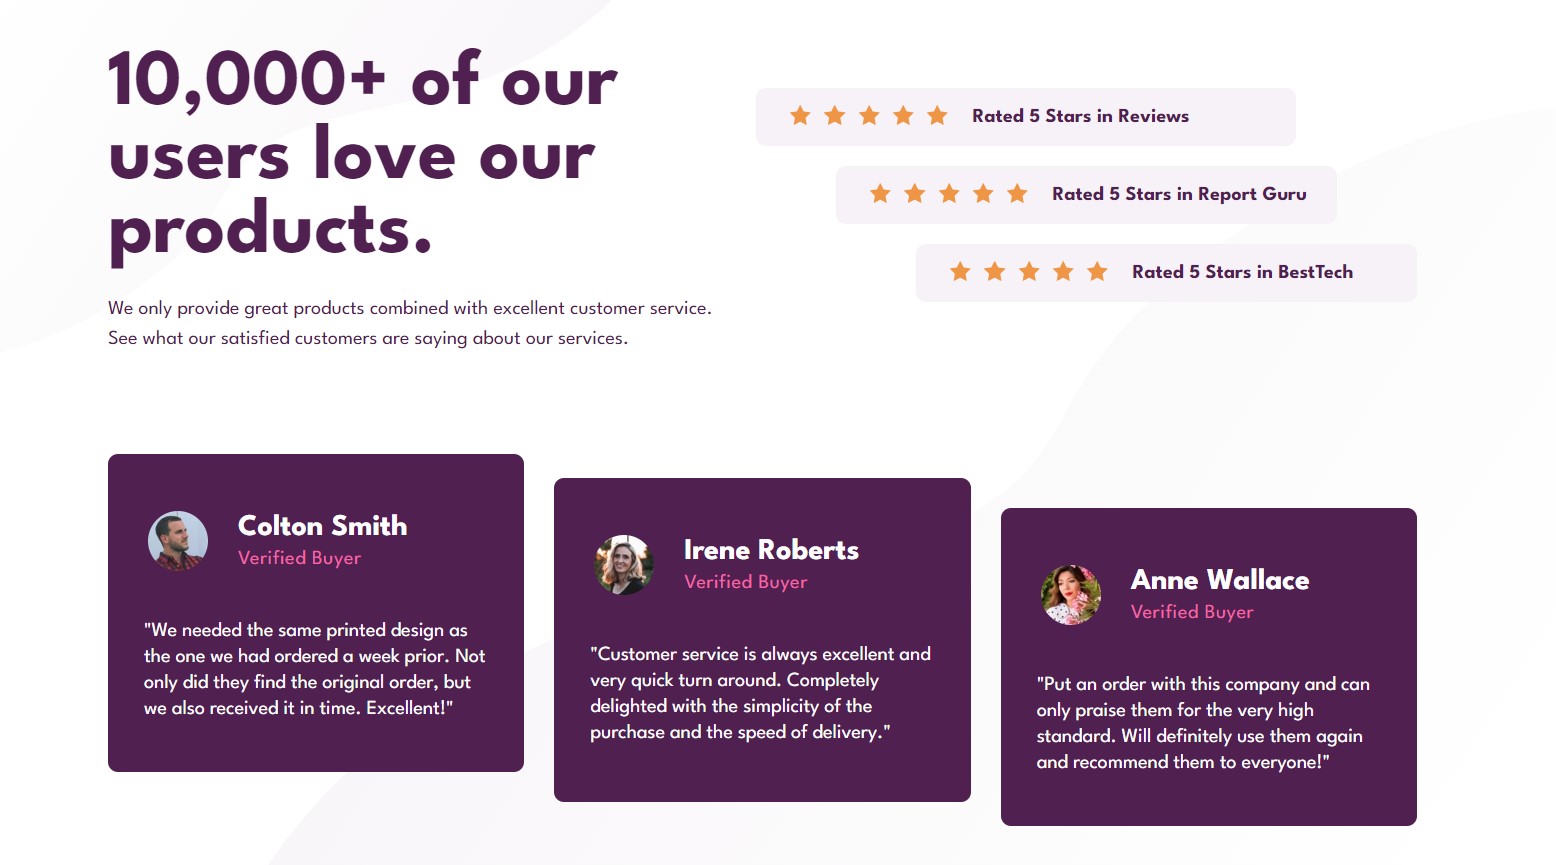 10,000+ of our
users love our
products.
We only provide great products combined with excellent customer service.
See what our satisfied customers are saying about our services.
Rated 5 Stars in Reviews
Rated 5 Stars in Report Guru
Rated 5 Stars in BestTech
Colton Smith
Verified Buyer
"We needed the same printed design as
the one we had ordered a week prior. Not
only did they find the original order, but
we also received it in time. Excellent!"
Irene Roberts
Verified Buyer
"Customer service is always excellent and
very quick turn around. Completely
delighted with the simplicity of the
purchase and the speed of delivery."
Anne Wallace
Verified Buyer
"Put an order with this company and can
only praise them for the very high
standard. Will definitely use them again
and recommend them to everyone!"